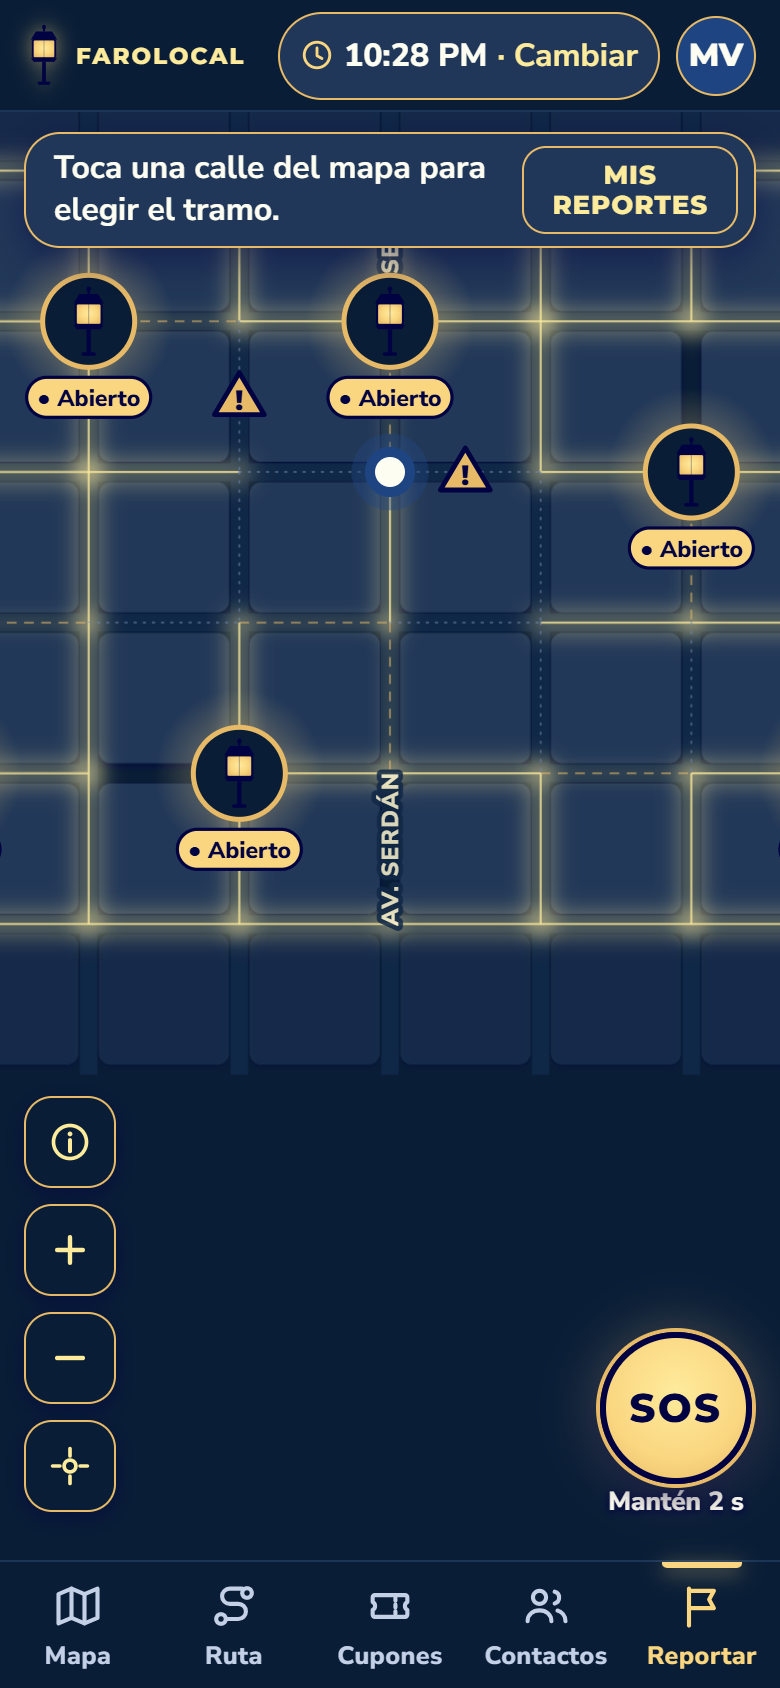 FAROLOCAL
10:28 PM · Cambiar
MV
Toca una calle del mapa para
elegir el tramo.
MIS
REPORTES
SE
Abierto
Abierto
Abierto
Abierto
AV. SERDÁN
SOS
Mantén 2 s
Mapa
Ruta
Cupones
Contactos
Reportar